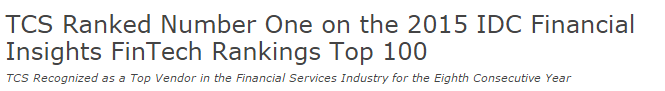 TCS Ranked Number One on the 2015 IDC Financial
Insights FinTech Rankings Top 100
TCS Recognized as a Top Vendor in the Financial Services Industry for the Eighth Consecutive Year